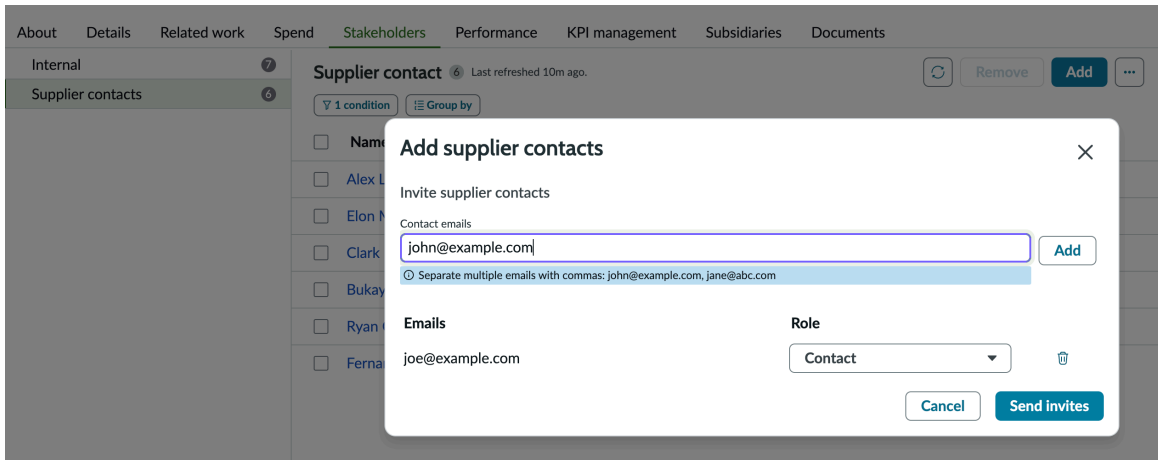 About Details Related work Spend Stakeholders Performance KPI management Subsidiaries Documents
Internal 7
Supplier contacts 6
Supplier contact 6 Last refreshed 10m ago.
Remove Add
1 condition Group by
Name
Alex L
Elon
Clark
Bukay
Ryan
Ferna
Add supplier contacts
Invite supplier contacts
Contact emails
john@example.com
Add
Separate multiple emails with commas: john@example.com, jane@abc.com
Emails Role
joe@example.com Contact
Cancel Send invites